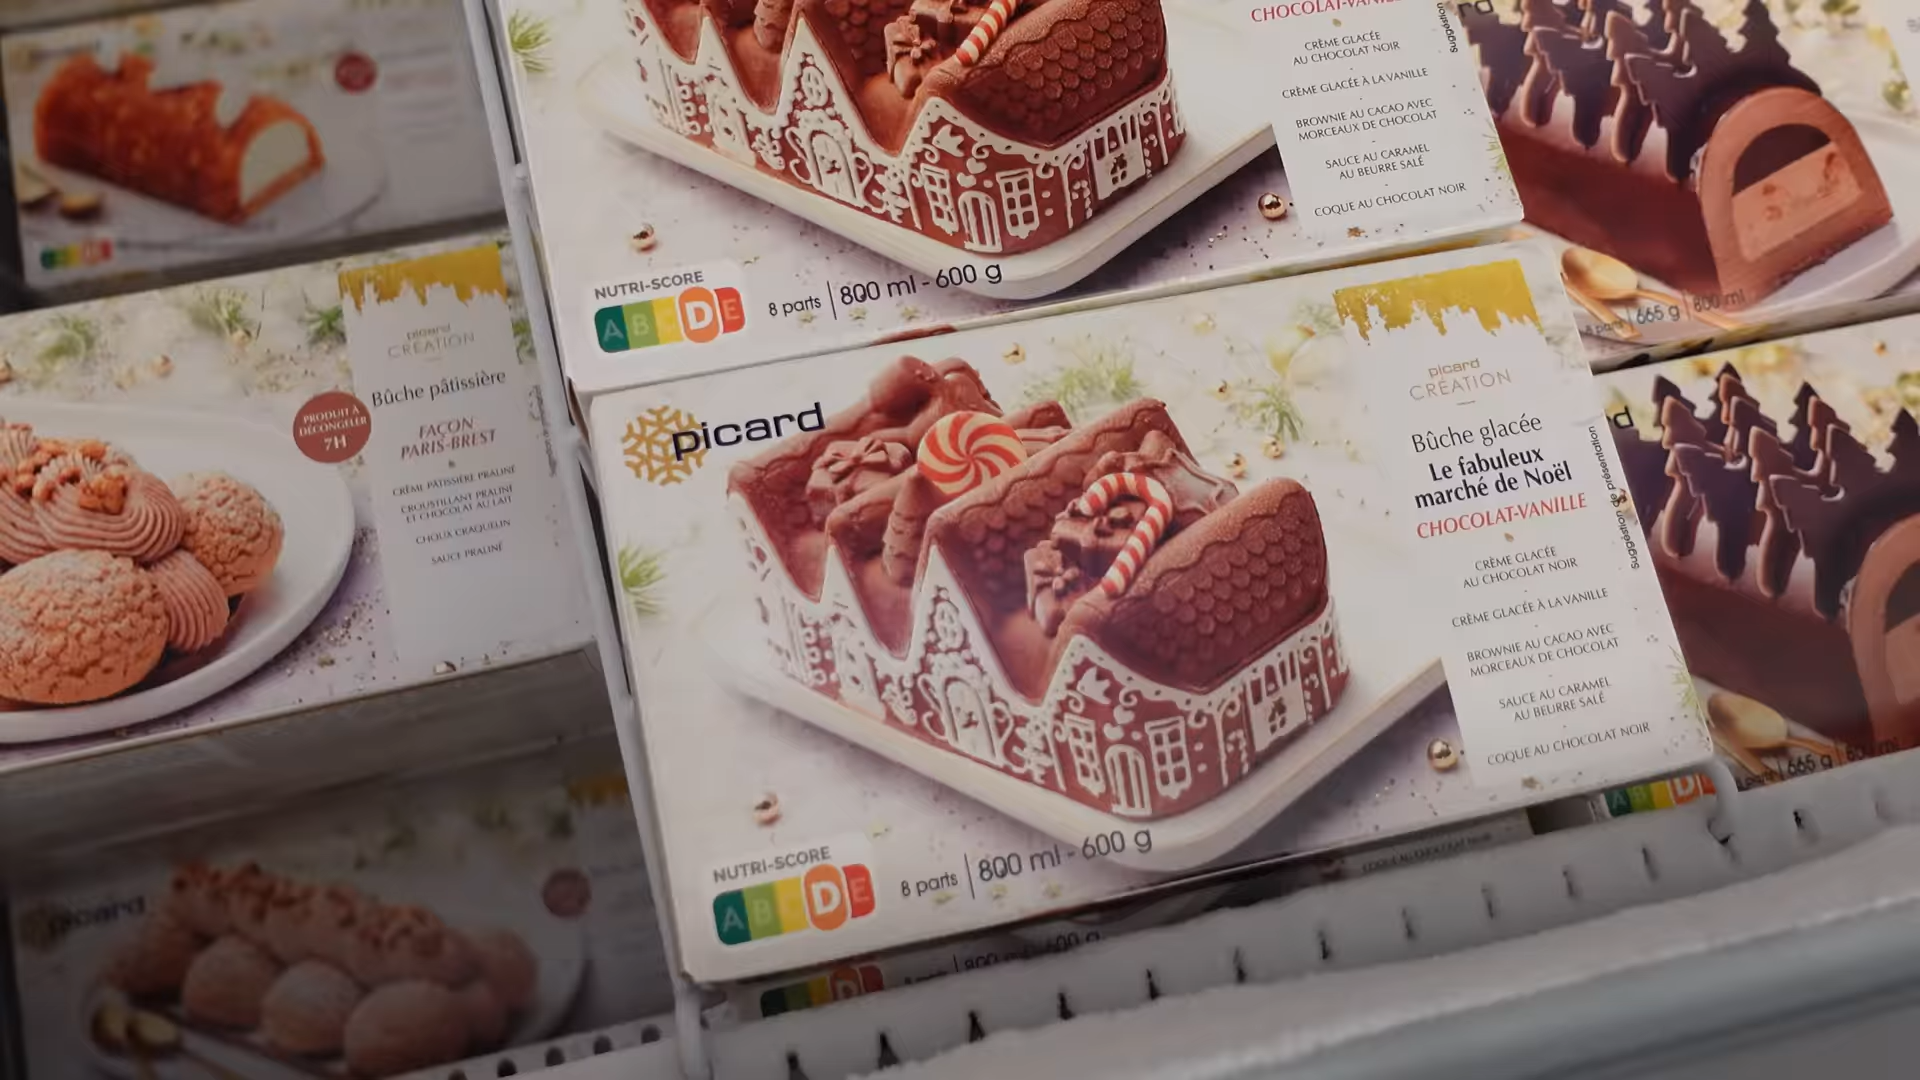 CHOCOLAT-VANILLE
CRÈME GLACÉE
AU CHOCOLAT NOIR
CRÈME GLACÉE À LA VANILLE
BROWNIE AU CACAO AVEC
MORCEAUX DE CHOCOLAT
SAUCE AU CARAMEL
AU BEURRE SALÉ
COQUE AU CHOCOLAT NOIR
suggestion
NUTRI-SCORE
A B C D E
8 parts | 800 ml - 600 g
665 g | 800 ml
picard
CRÉATION
Bûche pâtissière
FAÇON
PARIS-BREST
CRÈME PÂTISSIÈRE PRALINÉ
CROUSTILLANT PRALINÉ
ET CHOCOLAT AU LAIT
CHOUX CRAQUELIN
SAUCE PRALINÉ
PRODUIT À
DÉCONGELER
7H
picard
picard
CRÉATION
Bûche glacée
Le fabuleux
marché de Noël
CHOCOLAT-VANILLE
CRÈME GLACÉE
AU CHOCOLAT NOIR
CRÈME GLACÉE À LA VANILLE
BROWNIE AU CACAO AVEC
MORCEAUX DE CHOCOLAT
SAUCE AU CARAMEL
AU BEURRE SALÉ
COQUE AU CHOCOLAT NOIR
suggestion de présentation
NUTRI-SCORE
A B C D E
8 parts | 800 ml - 600 g
665 g
picard